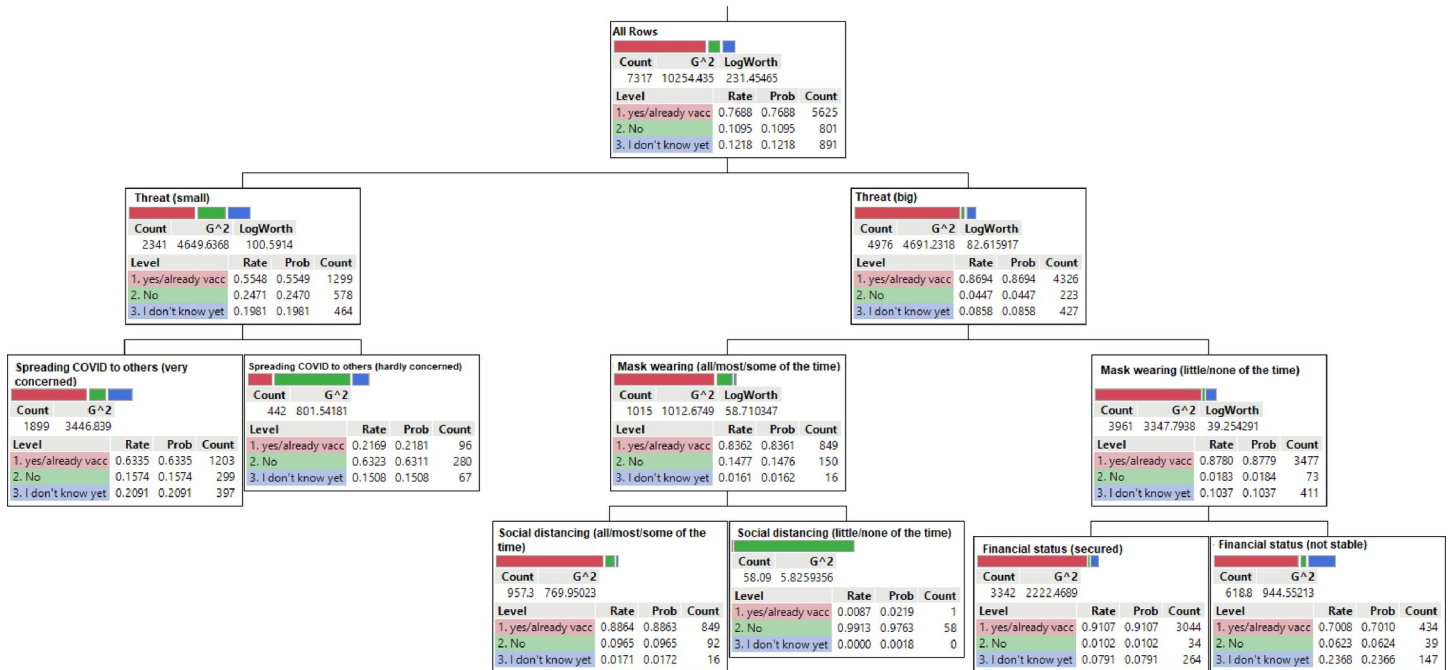 All Rows
Count G^2 LogWorth
7317 10254.435 231.45465
Level Rate Prob Count
1. yes/already vacc 0.7688 0.7688 5625
2. No 0.1095 0.1095 801
3. I don't know yet 0.1218 0.1218 891
Threat (small)
Count G^2 LogWorth
2341 4649.6368 100.5914
Level Rate Prob Count
1. yes/already vacc 0.5548 0.5549 1299
2. No 0.2471 0.2470 578
3. I don't know yet 0.1981 0.1981 464
Threat (big)
Count G^2 LogWorth
4976 4691.2318 82.615917
Level Rate Prob Count
1. yes/already vacc 0.8694 0.8694 4326
2. No 0.0447 0.0447 223
3. I don't know yet 0.0858 0.0858 427
Spreading COVID to others (very
concerned)
Count G^2
1899 3446.839
Level Rate Prob Count
1. yes/already vacc 0.6335 0.6335 1203
2. No 0.1574 0.1574 299
3. I don't know yet 0.2091 0.2091 397
Spreading COVID to others (hardly concerned)
Count G^2
442 801.54181
Level Rate Prob Count
1. yes/already vacc 0.2169 0.2181 96
2. No 0.6323 0.6311 280
3. I don't know yet 0.1508 0.1508 67
Mask wearing (all/most/some of the time)
Count G^2 LogWorth
1015 1012.6749 58.710347
Level Rate Prob Count
1. yes/already vacc 0.8362 0.8361 849
2. No 0.1477 0.1476 150
3. I don't know yet 0.0161 0.0162 16
Mask wearing (little/none of the time)
Count G^2 LogWorth
3961 3347.7938 39.254291
Level Rate Prob Count
1. yes/already vacc 0.8780 0.8779 3477
2. No 0.0183 0.0184 73
3. I don't know yet 0.1037 0.1037 411
Social distancing (all/most/some of the
time)
Count G^2
957.3 769.95023
Level Rate Prob Count
1. yes/already vacc 0.8864 0.8863 849
2. No 0.0965 0.0965 92
3. I don't know yet 0.0171 0.0172 16
Social distancing (little/none of the time)
Count G^2
58.09 5.8259356
Level Rate Prob Count
1. yes/already vacc 0.0087 0.0219 1
2. No 0.9913 0.9763 58
3. I don't know yet 0.0000 0.0018 0
Financial status (secured)
Count G^2
3342 2222.4689
Level Rate Prob Count
1. yes/already vacc 0.9107 0.9107 3044
2. No 0.0102 0.0102 34
3. I don't know yet 0.0791 0.0791 264
Financial status (not stable)
Count G^2
618.8 944.55213
Level Rate Prob Count
1. yes/already vacc 0.7008 0.7010 434
2. No 0.0623 0.0624 39
3. I don't know yet 0.2368 0.2366 147